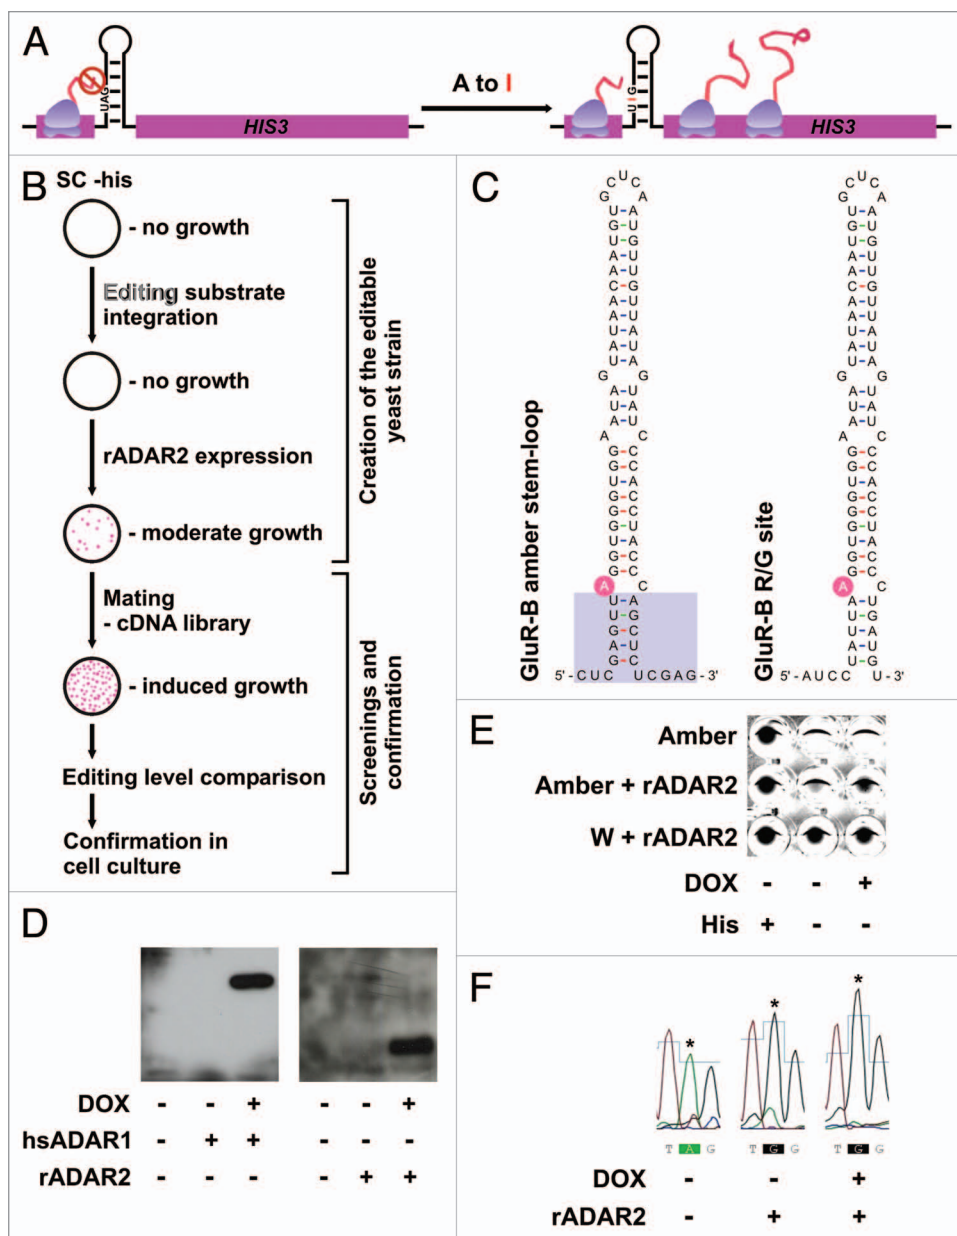 A
UAG
HIS3
A to I
U G
HIS3
B
SC -his
- no growth
Editing substrate
integration
- no growth
rADAR2 expression
- moderate growth
Mating
- cDNA library
- induced growth
Editing level comparison
Confirmation in
cell culture
Creation of the editable
yeast strain
Screenings and
confirmation
C
GluR-B amber stem-loop
A
5'-CUC UCGAG-3'
GluR-B R/G site
A
5'-AUCC U-3'
D
DOX - - + - - +
hsADAR1 - + + - - -
rADAR2 - - - - + +
E
Amber
Amber + rADAR2
W + rADAR2
DOX - - +
His + - -
F
* * *
T A G T G G T G G
DOX - - +
rADAR2 - + +